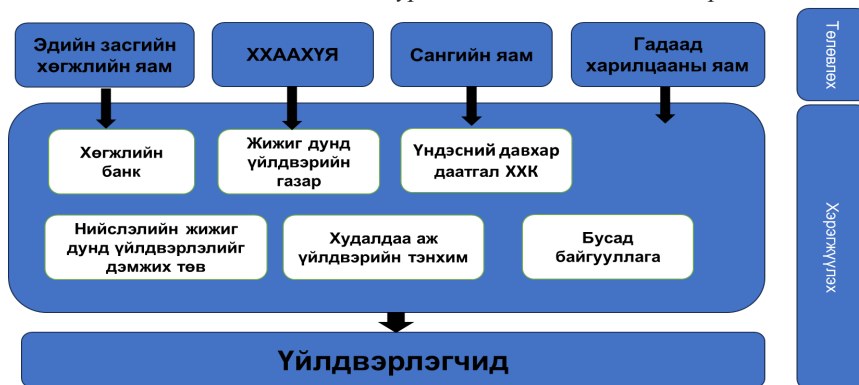 Эдийн засгийн
хөгжлийн яам
ХХААХҮЯ
Сангийн яам
Гадаад
харилцааны яам
Төлөвлөх
Хөгжлийн
банк
Жижиг дунд
үйлдвэрийн
газар
Үндэсний давхар
даатгал ХХК
Нийслэлийн жижиг
дунд үйлдвэрлэлийг
дэмжих төв
Худалдаа аж
үйлдвэрийн тэнхим
Бусад
байгууллага
Хэрэгжүүлэх
Үйлдвэрлэгчид